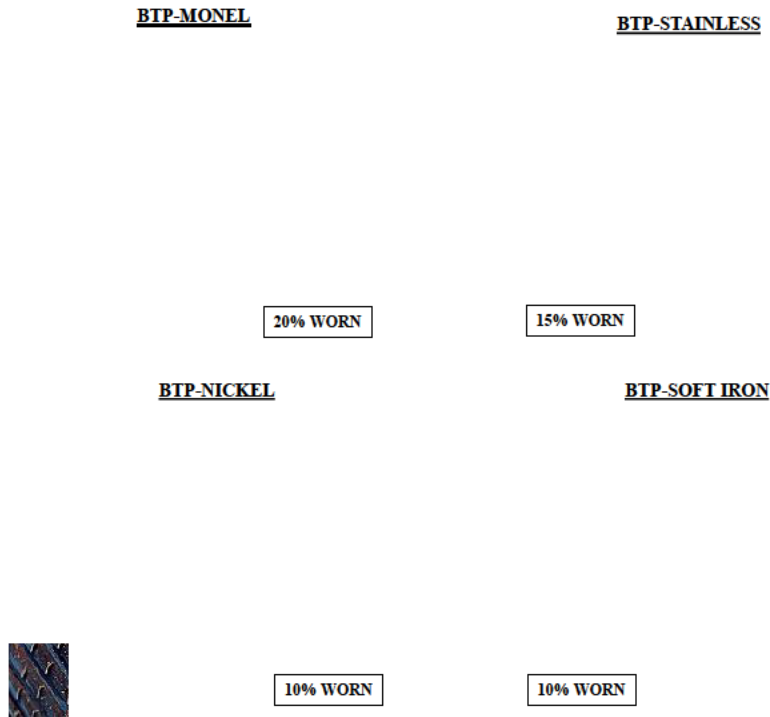 BTP-MONEL
BTP-STAINLESS
20% WORN
15% WORN
BTP-NICKEL
BTP-SOFT IRON
10% WORN
10% WORN